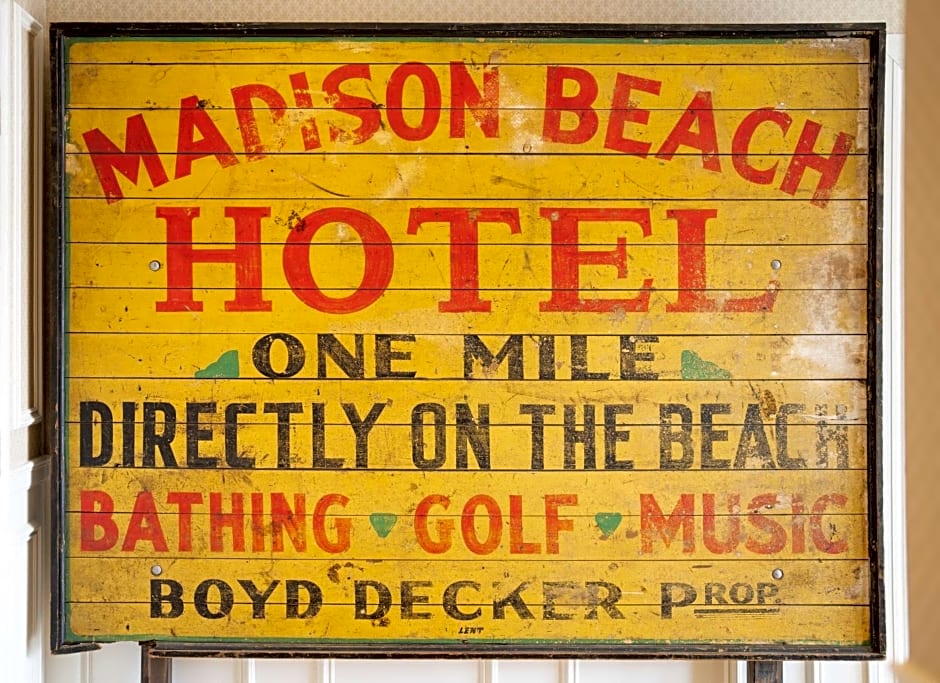 MADISON BEACH
HOTEL
ONE MILE
DIRECTLY ON THE BEACH
BATHING GOLF MUSIC
BOYD DECKER PROP.
LENT